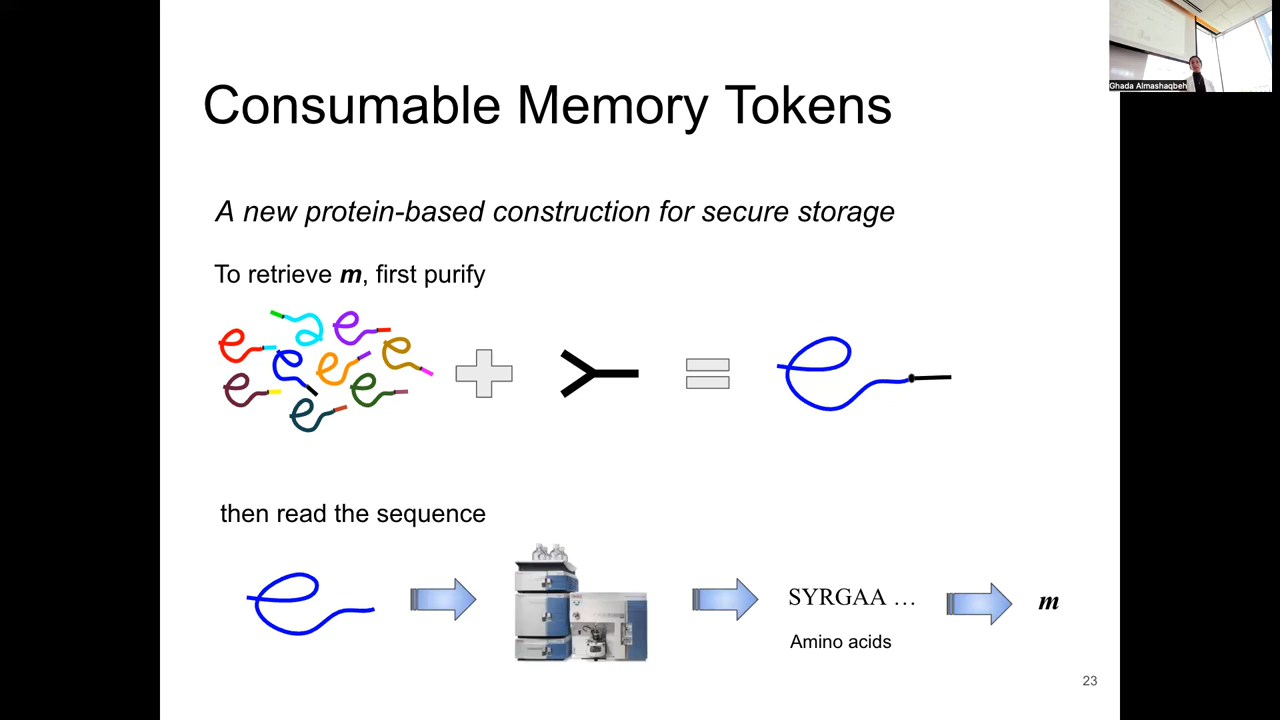 Ghada Almashaqbeh
Consumable Memory Tokens
A new protein-based construction for secure storage
To retrieve m, first purify
then read the sequence
SYRGAA …
m
Amino acids
23